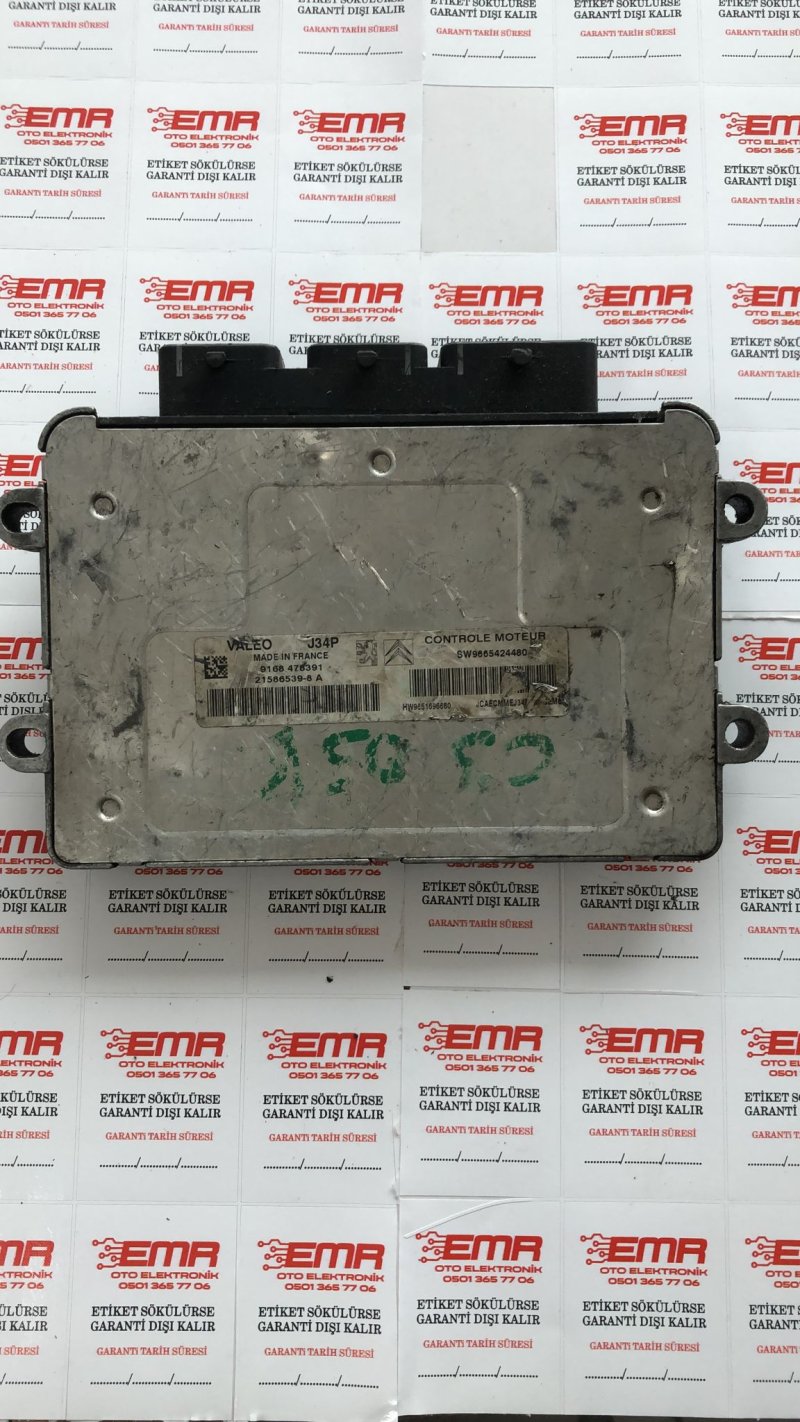 VALEO J34P
MADE IN FRANCE
9168 478391
21586539-8 A
CONTROLE MOTEUR
SW9665424480
HW9651696680
C3
EMR
OTO ELEKTRONİK
0501 365 77 06
ETİKET SÖKÜLÜRSE
GARANTİ DIŞI KALIR
GARANTi TARİH SÜRESİ
........./........./.........